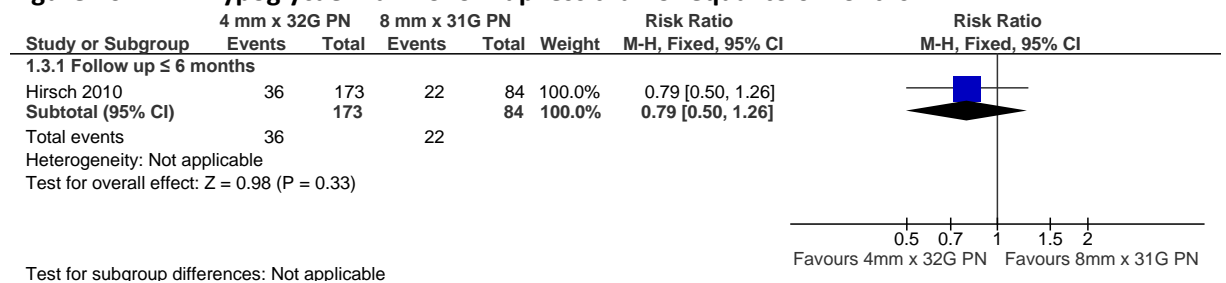 4 mm x 32G PN 8 mm x 31G PN Risk Ratio Risk Ratio
Study or Subgroup Events Total Events Total Weight M-H, Fixed, 95% CI M-H, Fixed, 95% CI
1.3.1 Follow up ≤ 6 months
Hirsch 2010 36 173 22 84 100.0% 0.79 [0.50, 1.26]
Subtotal (95% CI) 173 84 100.0% 0.79 [0.50, 1.26]
Total events 36 22
Heterogeneity: Not applicable
Test for overall effect: Z = 0.98 (P = 0.33)
0.5 0.7 1 1.5 2
Favours 4mm x 32G PN Favours 8mm x 31G PN
Test for subgroup differences: Not applicable